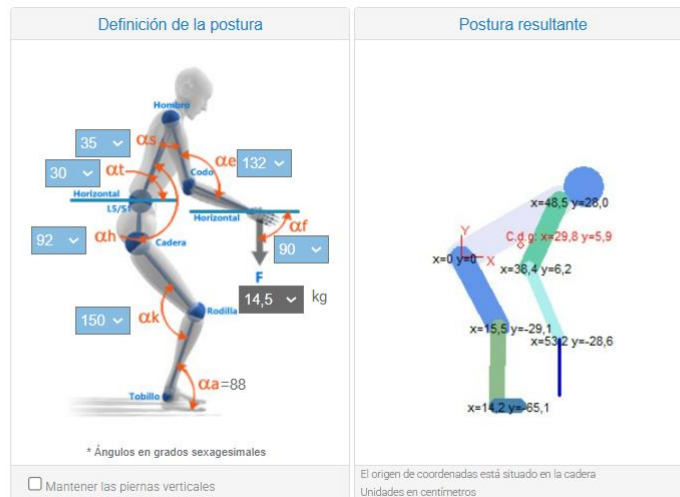 Definición de la postura
Hombro
35
αs
αe
132
30
αt
Codo
Horizontal
L5/S1
Horizontal
αf
92
αh
Cadera
90
F
14,5
kg
150
αk
Rodilla
αa=88
Tobillo
* Ángulos en grados sexagesimales
Mantener las piernas verticales
Postura resultante
x=48,5 y=28,0
Y
C.d.g: x=29,8 y=5,9
x=0 y=0
X
x=38,4 y=6,2
x=15,5 y=-29,1
x=53,2 y=-28,6
x=14,2 y=-65,1
El origen de coordenadas está situado en la cadera
Unidades en centímetros